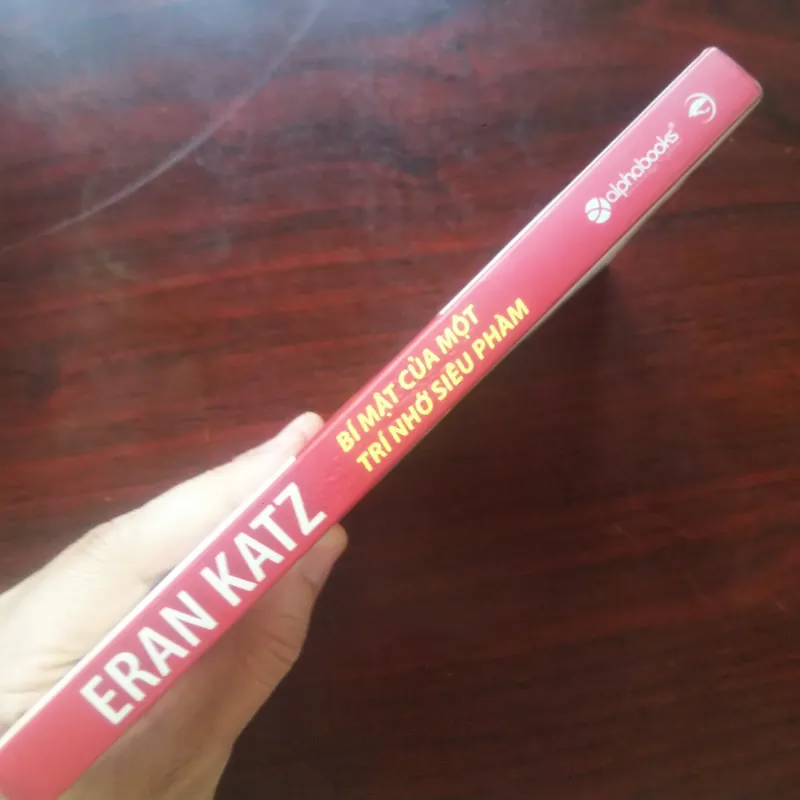 ERAN KATZ
BÍ MẬT CỦA MỘT
TRÍ NHỚ SIÊU PHÀM
alphabooks®